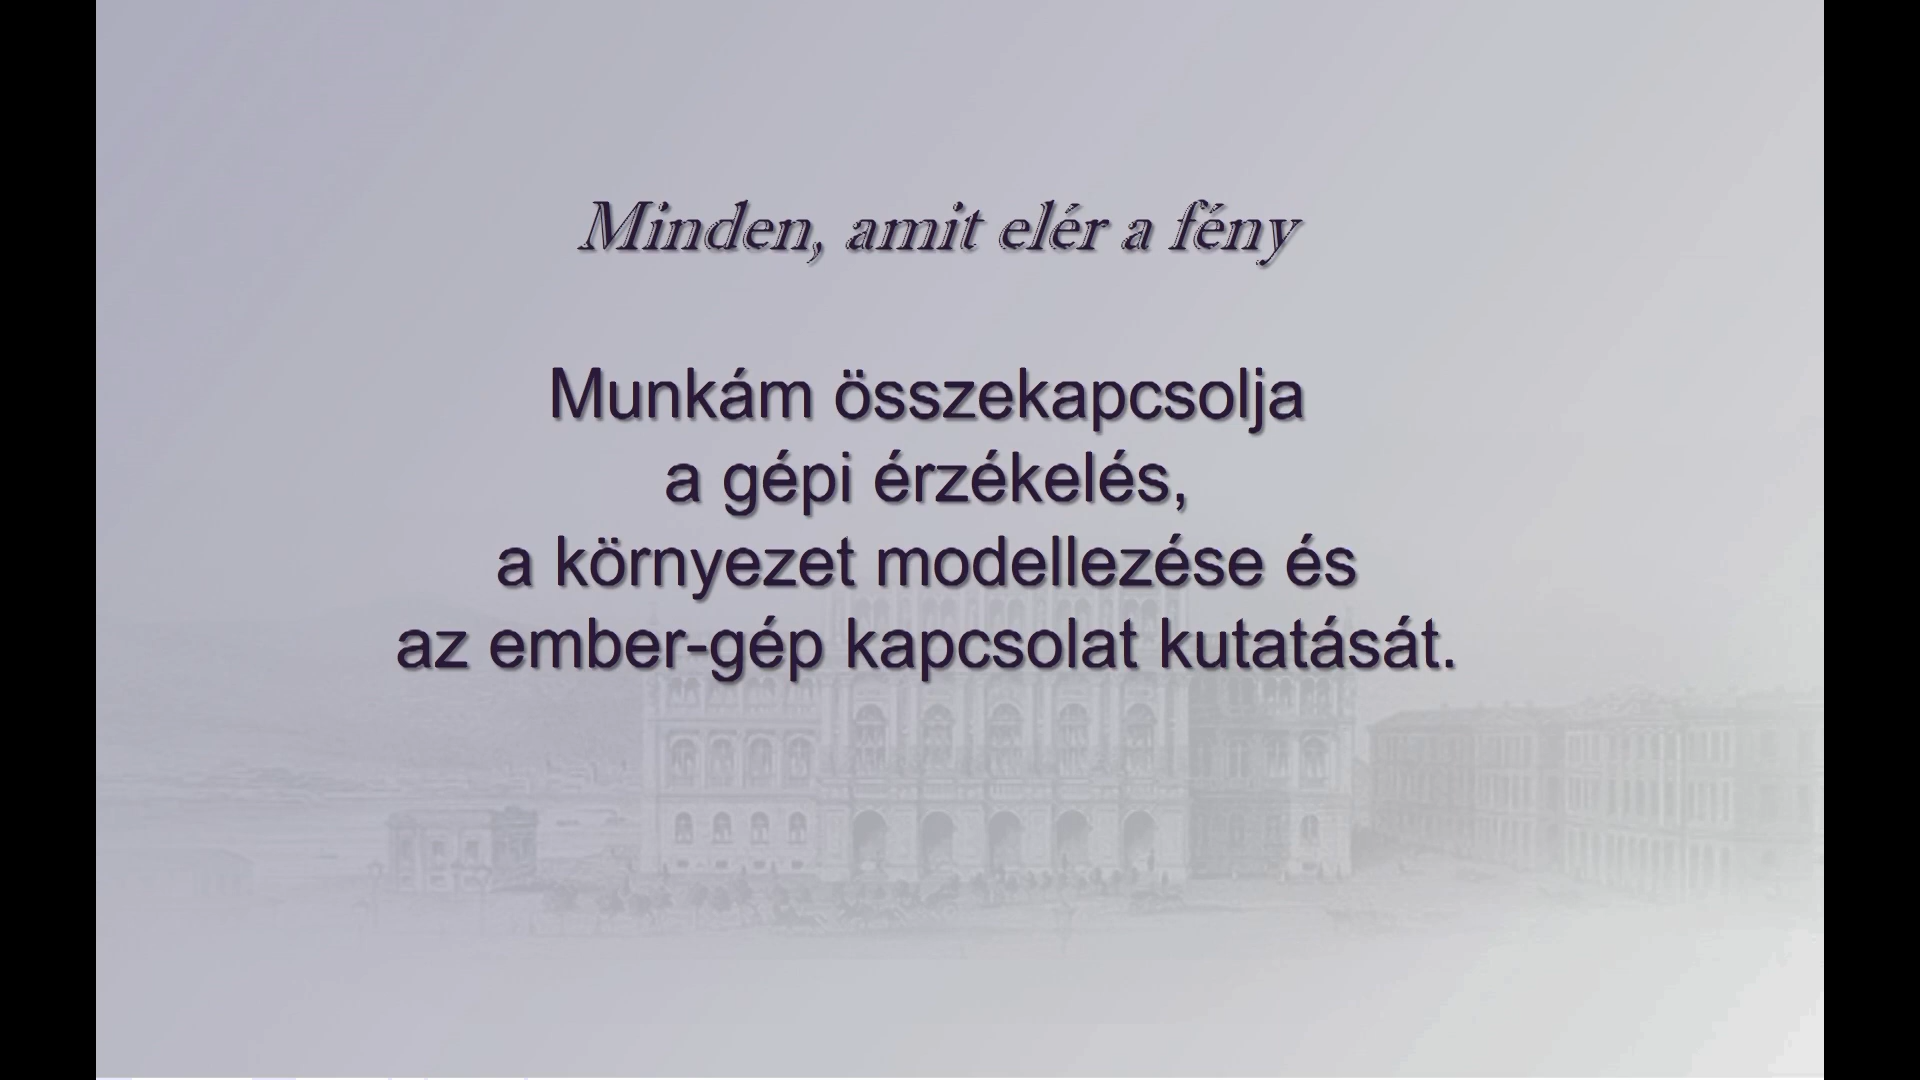 Minden, amit elér a fény
Munkám összekapcsolja
a gépi érzékelés,
a környezet modellezése és
az ember-gép kapcsolat kutatását.